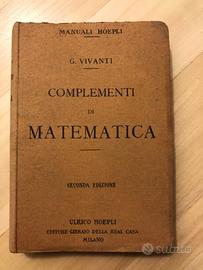 MANUALI HOEPLI
G. VIVANTI
COMPLEMENTI
DI
MATEMATICA
SECONDA EDIZIONE
ULRICO HOEPLI
EDITORE LIBRAIO DELLA REAL CASA
MILANO
subito